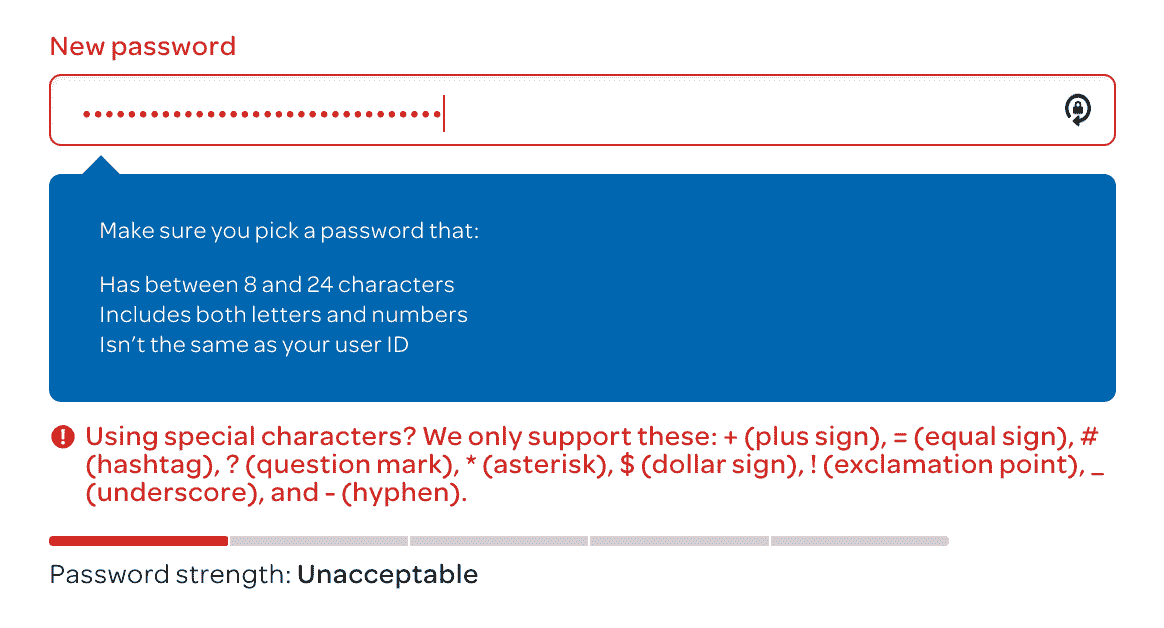 New password
Make sure you pick a password that:
Has between 8 and 24 characters
Includes both letters and numbers
Isn’t the same as your user ID
Using special characters? We only support these: + (plus sign), = (equal sign), #
(hashtag), ? (question mark), * (asterisk), $ (dollar sign), ! (exclamation point), _
(underscore), and - (hyphen).
Password strength: Unacceptable